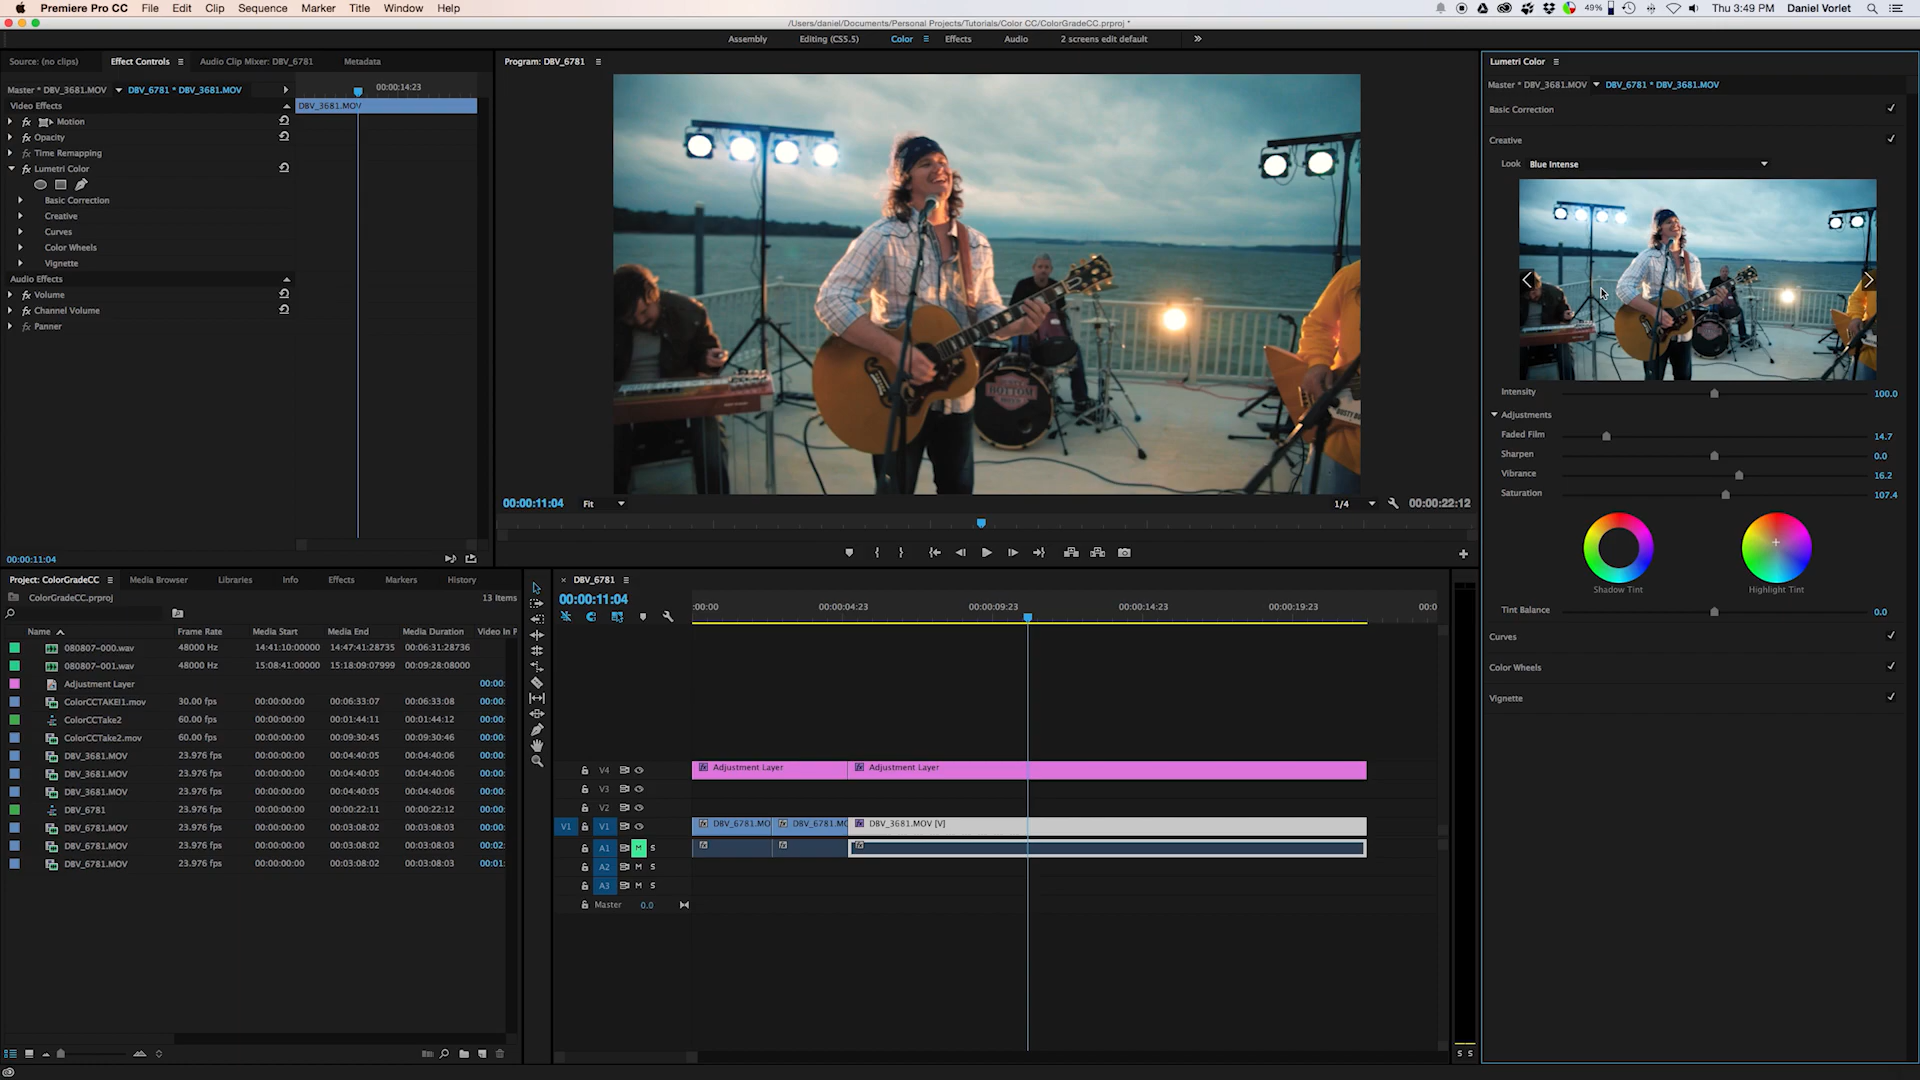 Premiere Pro CC File Edit Clip Sequence Marker Title Window Help 49% Thu 3:49 PM Daniel Vorlet
/Users/daniel/Documents/Personal Projects/Tutorials/Color CC/ColorGradeCC.prproj *
Assembly Editing (CS5.5) Color Effects Audio 2 screens edit default
Source: (no clips) Effect Controls Audio Clip Mixer: DBV_6781 Metadata
Master * DBV_3681.MOV DBV_6781 * DBV_3681.MOV 00:00:14:23
Video Effects DBV_3681.MOV
fx Motion
fx Opacity
fx Time Remapping
fx Lumetri Color
Basic Correction
Creative
Curves
Color Wheels
Vignette
Audio Effects
fx Volume
fx Channel Volume
fx Panner
00:00:11:04
Program: DBV_6781
BOTTOM
00:00:11:04 Fit 1/4 00:00:22:12
Lumetri Color
Master * DBV_3681.MOV DBV_6781 * DBV_3681.MOV
Basic Correction
Creative
Look Blue Intense
Intensity 100.0
Adjustments
Faded Film 14.7
Sharpen 0.0
Vibrance 16.2
Saturation 107.4
Shadow Tint Highlight Tint
Tint Balance 0.0
Curves
Color Wheels
Vignette
Project: ColorGradeCC Media Browser Libraries Info Effects Markers History
ColorGradeCC.prproj 13 Items
Name Frame Rate Media Start Media End Media Duration Video In P
080807-000.wav 48000 Hz 14:41:10:00000 14:47:41:28735 00:06:31:28736
080807-001.wav 48000 Hz 15:08:41:00000 15:18:09:07999 00:09:28:08000
Adjustment Layer 00:00:
ColorCCTAKE!1.mov 30.00 fps 00:00:00:00 00:06:33:07 00:06:33:08 00:00:
ColorCCTake2 60.00 fps 00:00:00:00 00:01:44:11 00:01:44:12 00:00:
ColorCCTake2.mov 60.00 fps 00:00:00:00 00:09:30:45 00:09:30:46 00:00:
DBV_3681.MOV 23.976 fps 00:00:00:00 00:04:40:05 00:04:40:06 00:00:
DBV_3681.MOV 23.976 fps 00:00:00:00 00:04:40:05 00:04:40:06 00:00:
DBV_3681.MOV 23.976 fps 00:00:00:00 00:04:40:05 00:04:40:06 00:00:
DBV_6781 23.976 fps 00:00:00:00 00:00:22:11 00:00:22:12 00:00:
DBV_6781.MOV 23.976 fps 00:00:00:00 00:03:08:02 00:03:08:03 00:00:
DBV_6781.MOV 23.976 fps 00:00:00:00 00:03:08:02 00:03:08:03 00:02:
DBV_6781.MOV 23.976 fps 00:00:00:00 00:03:08:02 00:03:08:03 00:01:
DBV_6781
00:00:11:04 :00:00 00:00:04:23 00:00:09:23 00:00:14:23 00:00:19:23 00:0
V4 fx Adjustment Layer fx Adjustment Layer
V3
V2
V1 V1 fx DBV_6781.MO fx DBV_6781.MO fx DBV_3681.MOV [V]
A1 M S fx fx fx
A2 M S
A3 M S
Master 0.0
S S